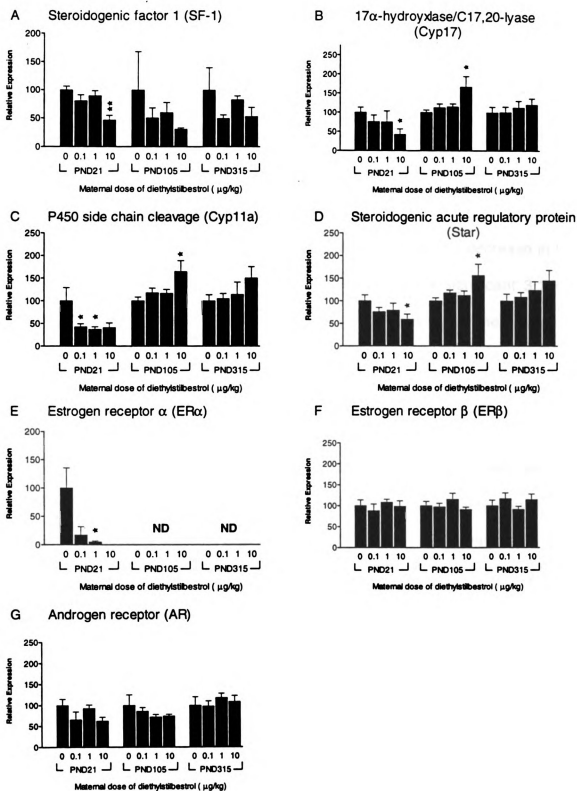 A Steroidogenic factor 1 (SF-1)
Relative Expression
200
150
100
50
0
0 0.1 1 10 0 0.1 1 10 0 0.1 1 10
PND21 PND105 PND315
Maternal dose of diethylstilbestrol ( μg/kg)
* *
B 17α-hydroyxlase/C17,20-lyase
(Cyp17)
Relative Expression
250
200
150
100
50
0
* *
0 0.1 1 10 0 0.1 1 10 0 0.1 1 10
PND21 PND105 PND315
Maternal dose of diethylstilbestrol ( μg/kg)
C P450 side chain cleavage (Cyp11a)
Relative Expression
250
200
150
100
50
0
* * *
0 0.1 1 10 0 0.1 1 10 0 0.1 1 10
PND21 PND105 PND315
Maternal dose of diethylstilbestrol ( μg/kg)
D Steroidogenic acute regulatory protein
(Star)
Relative Expression
250
200
150
100
50
0
* *
0 0.1 1 10 0 0.1 1 10 0 0.1 1 10
PND21 PND105 PND315
Maternal dose of diethylstilbestrol ( μg/kg)
E Estrogen receptor α (ERα)
Relative Expression
200
150
100
50
0
* ND ND
0 0.1 1 10 0 0.1 1 10 0 0.1 1 10
PND21 PND105 PND315
Maternal dose of diethylstilbestrol ( μg/kg)
F Estrogen receptor β (ERβ)
Relative Expression
250
200
150
100
50
0
0 0.1 1 10 0 0.1 1 10 0 0.1 1 10
PND21 PND105 PND315
Maternal dose of diethylstilbestrol ( μg/kg)
G Androgen receptor (AR)
Relative Expression
250
200
150
100
50
0
0 0.1 1 10 0 0.1 1 10 0 0.1 1 10
PND21 PND105 PND315
Maternal dose of diethylstilbestrol ( μg/kg)